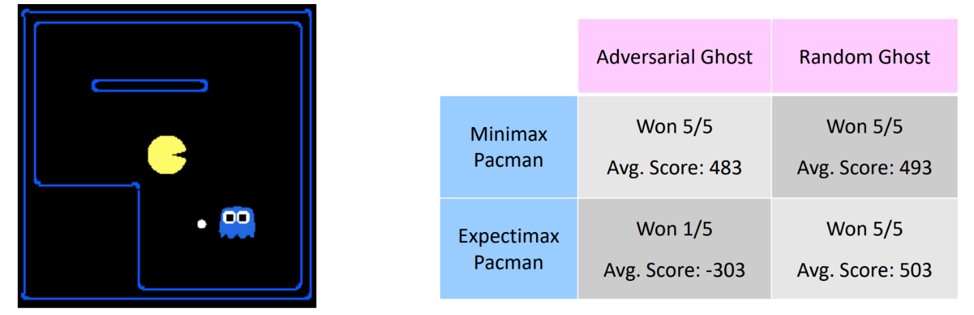 Adversarial Ghost
Random Ghost
Minimax
Pacman
Won 5/5
Avg. Score: 483
Won 5/5
Avg. Score: 493
Expectimax
Pacman
Won 1/5
Avg. Score: -303
Won 5/5
Avg. Score: 503